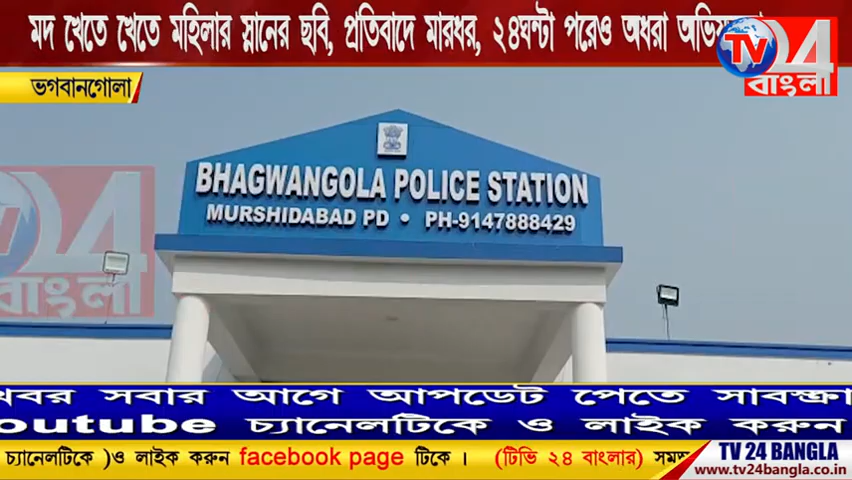 মদ খেতে খেতে মহিলার স্নানের ছবি, প্রতিবাদে মারধর, ২৪ঘন্টা পরেও অধরা
TV 24
বাংলা
ভগবানগোলা
BHAGWANGOLA POLICE STATION
MURSHIDABAD PD • PH-9147888429
24
বাংলা
খবর সবার আগে আপডেট পেতে
youtube চ্যানেলটিকে ও লাইক করুন
চ্যানেলটিকে )ও লাইক করুন facebook page টিকে । (টিভি ২৪ বাংলার)
TV 24 BANGLA
www.tv24bangla.co.in